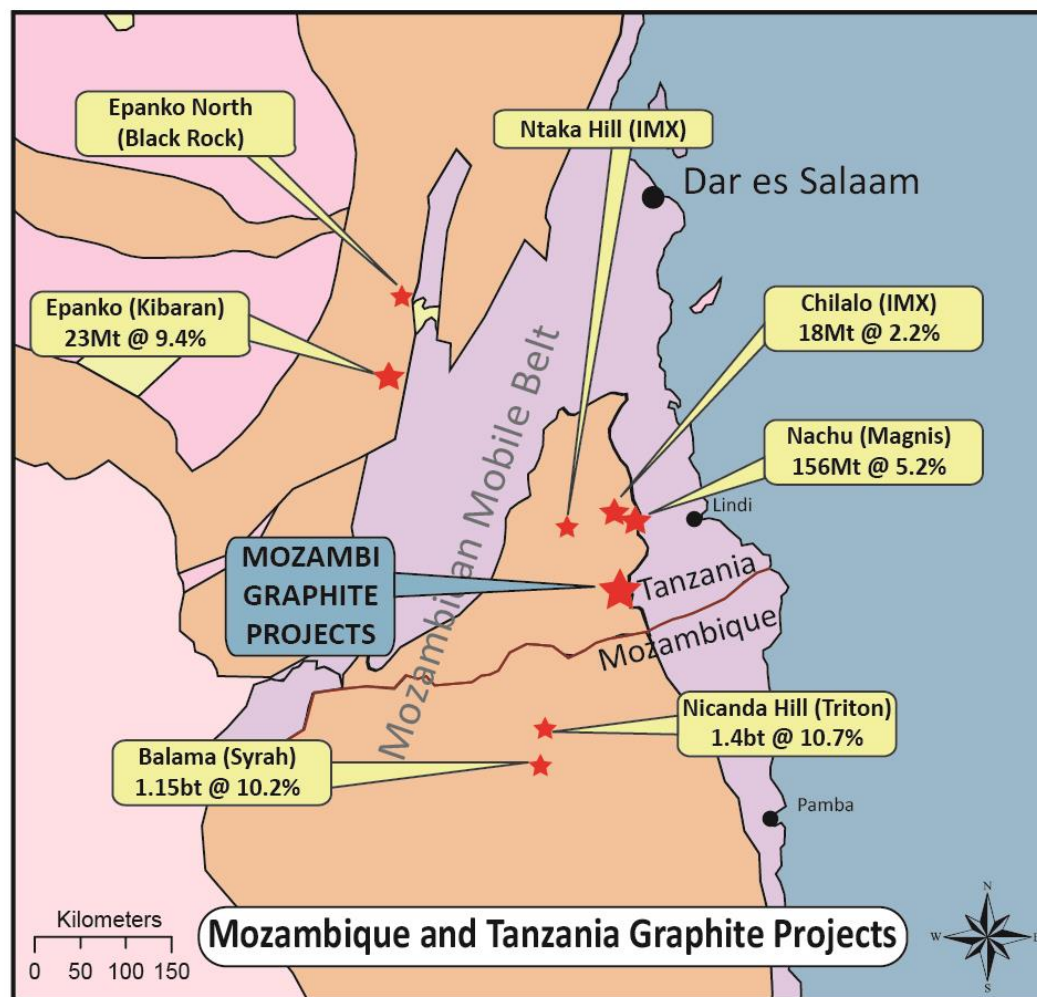 Epanko North
(Black Rock)
Ntaka Hill (IMX)
Dar es Salaam
Epanko (Kibaran)
23Mt @ 9.4%
Chilalo (IMX)
18Mt @ 2.2%
Mozambican Mobile Belt
Nachu (Magnis)
156Mt @ 5.2%
Lindi
MOZAMBI
GRAPHITE
PROJECTS
Tanzania
Mozambique
Nicanda Hill (Triton)
1.4bt @ 10.7%
Balama (Syrah)
1.15bt @ 10.2%
Pamba
Kilometers
0 50 100 150
Mozambique and Tanzania Graphite Projects
N
W
E
S